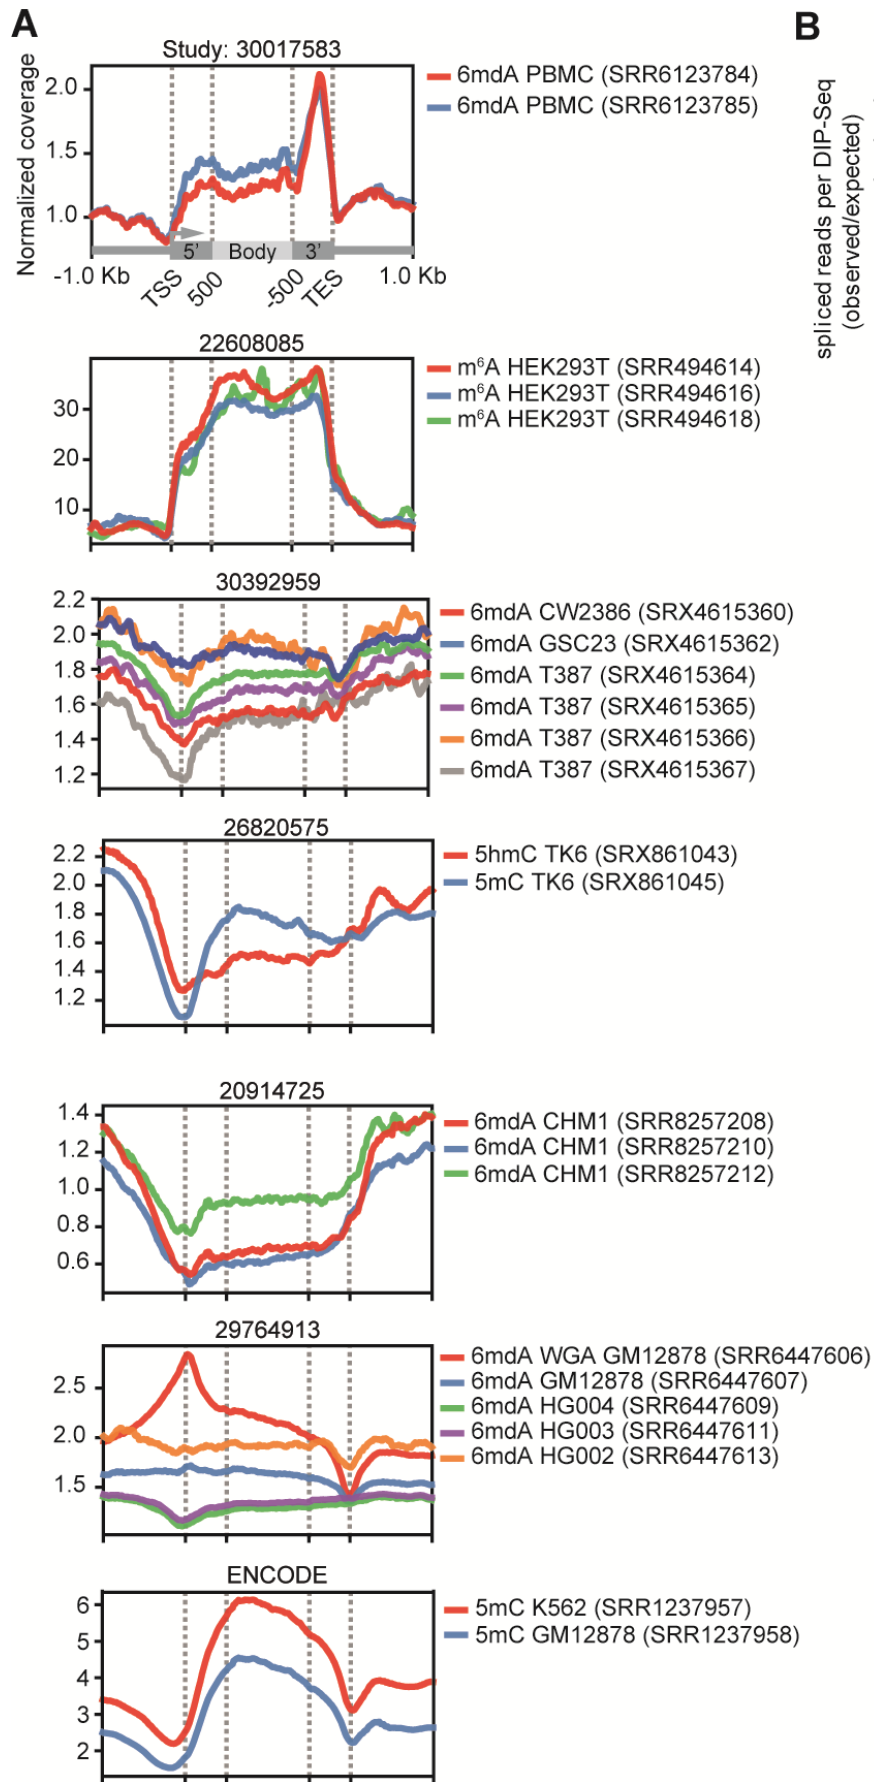 A
B
Study: 30017583
Normalized coverage
2.0
1.5
1.0
6mdA PBMC (SRR6123784)
6mdA PBMC (SRR6123785)
5'
Body
3'
-1.0 Kb
TSS
500
-500
TES
1.0 Kb
spliced reads per DIP-Seq
(observed/expected)
22608085
30
20
10
m⁶A HEK293T (SRR494614)
m⁶A HEK293T (SRR494616)
m⁶A HEK293T (SRR494618)
30392959
2.2
2.0
1.8
1.6
1.4
1.2
6mdA CW2386 (SRX4615360)
6mdA GSC23 (SRX4615362)
6mdA T387 (SRX4615364)
6mdA T387 (SRX4615365)
6mdA T387 (SRX4615366)
6mdA T387 (SRX4615367)
26820575
2.2
2.0
1.8
1.6
1.4
1.2
5hmC TK6 (SRX861043)
5mC TK6 (SRX861045)
20914725
1.4
1.2
1.0
0.8
0.6
6mdA CHM1 (SRR8257208)
6mdA CHM1 (SRR8257210)
6mdA CHM1 (SRR8257212)
29764913
2.5
2.0
1.5
6mdA WGA GM12878 (SRR6447606)
6mdA GM12878 (SRR6447607)
6mdA HG004 (SRR6447609)
6mdA HG003 (SRR6447611)
6mdA HG002 (SRR6447613)
ENCODE
6
5
4
3
2
5mC K562 (SRR1237957)
5mC GM12878 (SRR1237958)